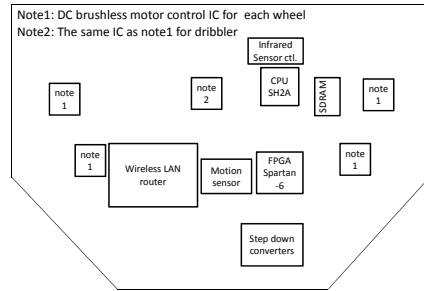 Note1: DC brushless motor control IC for each wheel
Note2: The same IC as note1 for dribbler
Infrared
Sensor ctl.
CPU
SH2A
SDRAM
note
1
note
2
note
1
note
1
Wireless LAN
router
Motion
sensor
FPGA
Spartan
-6
note
1
Step down
converters